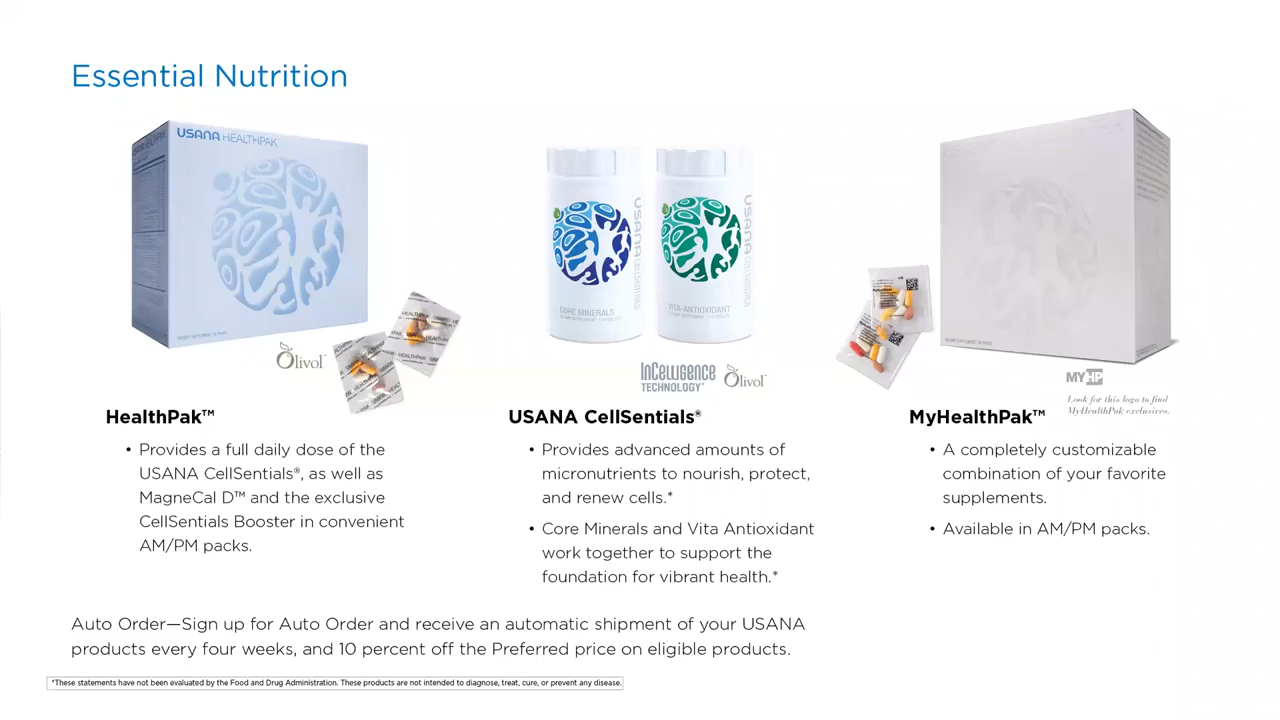 Essential Nutrition
USANA HEALTHPAK
USANA
CellSentials
CORE MINERALS
USANA
CellSentials
VITA-ANTIOXIDANT
Olivol
HEALTHPAK
InCelligence
TECHNOLOGY
Olivol
MYHP
Look for this logo to find
MyHealthPak exclusives.
HealthPak™
• Provides a full daily dose of the
USANA CellSentials®, as well as
MagneCal D™ and the exclusive
CellSentials Booster in convenient
AM/PM packs.
USANA CellSentials®
• Provides advanced amounts of
micronutrients to nourish, protect,
and renew cells.*
• Core Minerals and Vita Antioxidant
work together to support the
foundation for vibrant health.*
MyHealthPak™
• A completely customizable
combination of your favorite
supplements.
• Available in AM/PM packs.
Auto Order—Sign up for Auto Order and receive an automatic shipment of your USANA
products every four weeks, and 10 percent off the Preferred price on eligible products.
*These statements have not been evaluated by the Food and Drug Administration. These products are not intended to diagnose, treat, cure, or prevent any disease.